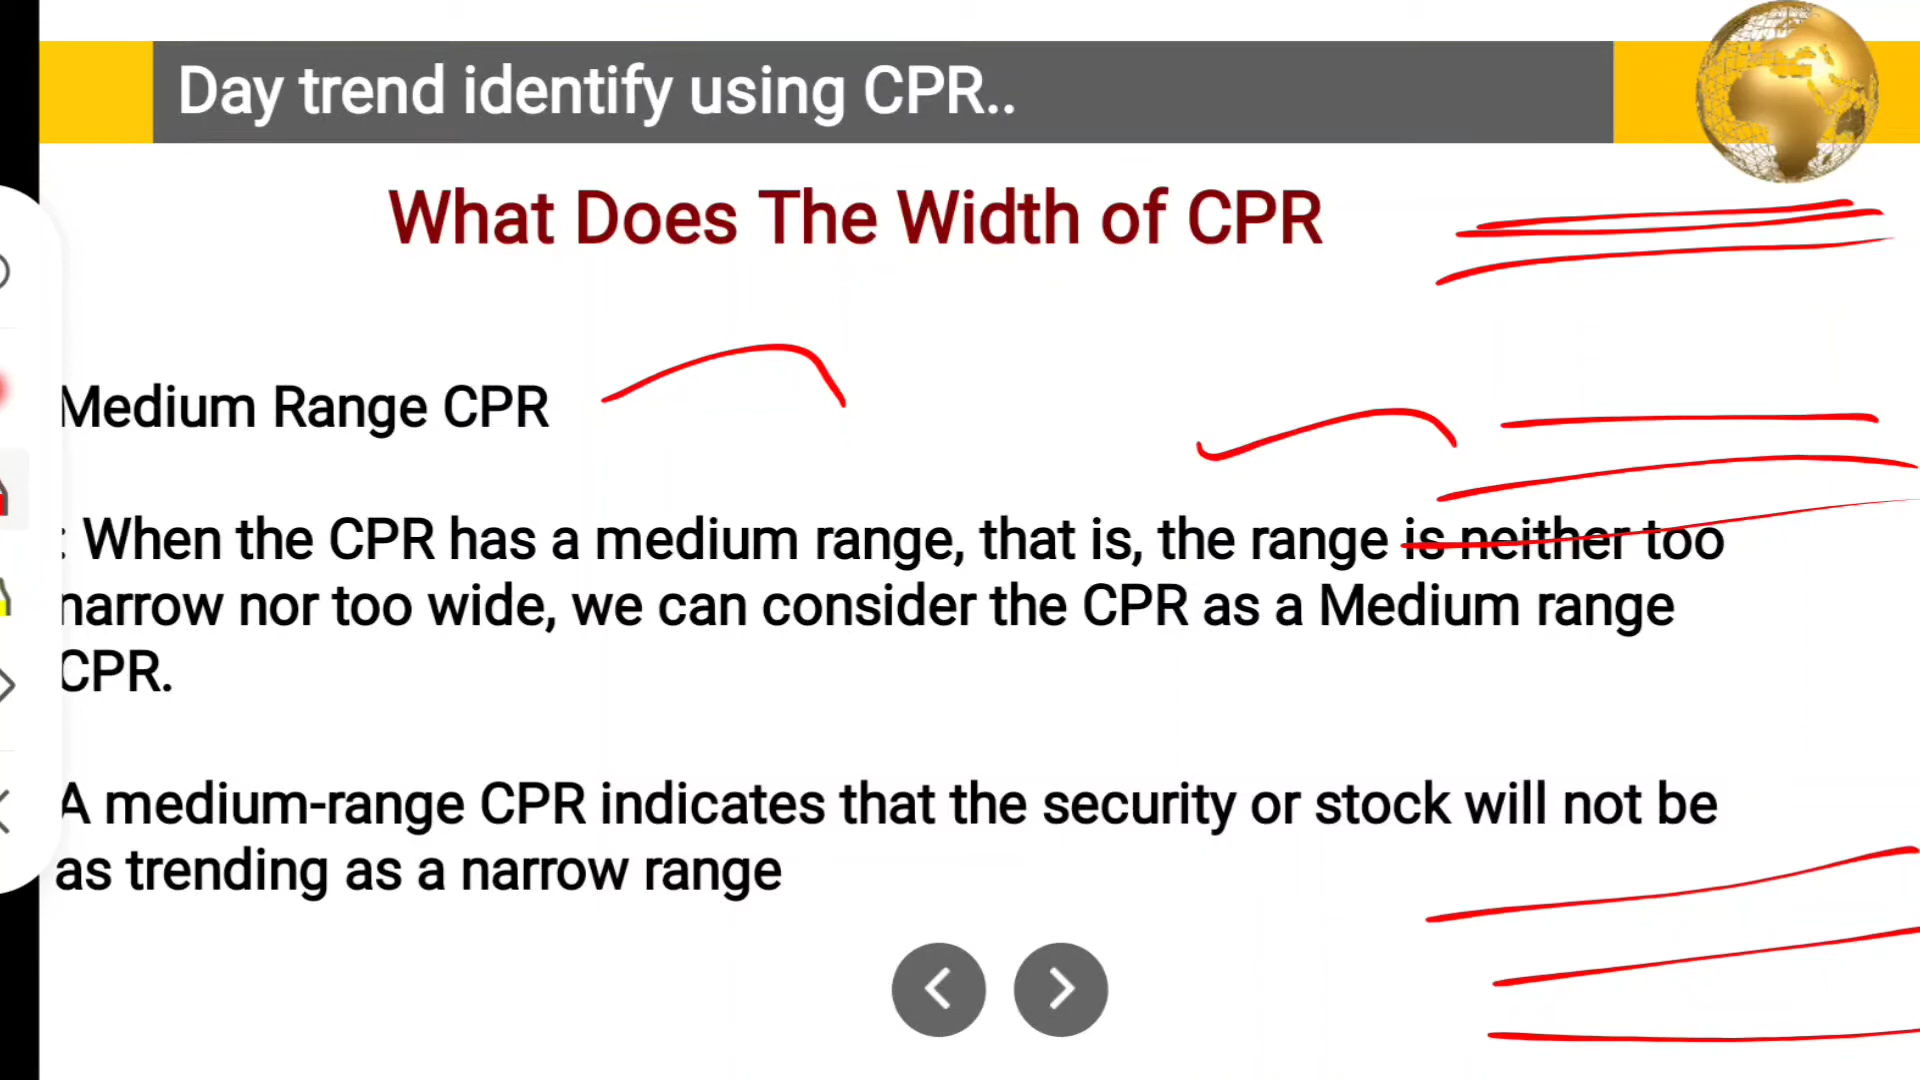 Day trend identify using CPR..
What Does The Width of CPR
Medium Range CPR
: When the CPR has a medium range, that is, the range is neither too
narrow nor too wide, we can consider the CPR as a Medium range
CPR.
A medium-range CPR indicates that the security or stock will not be
as trending as a narrow range